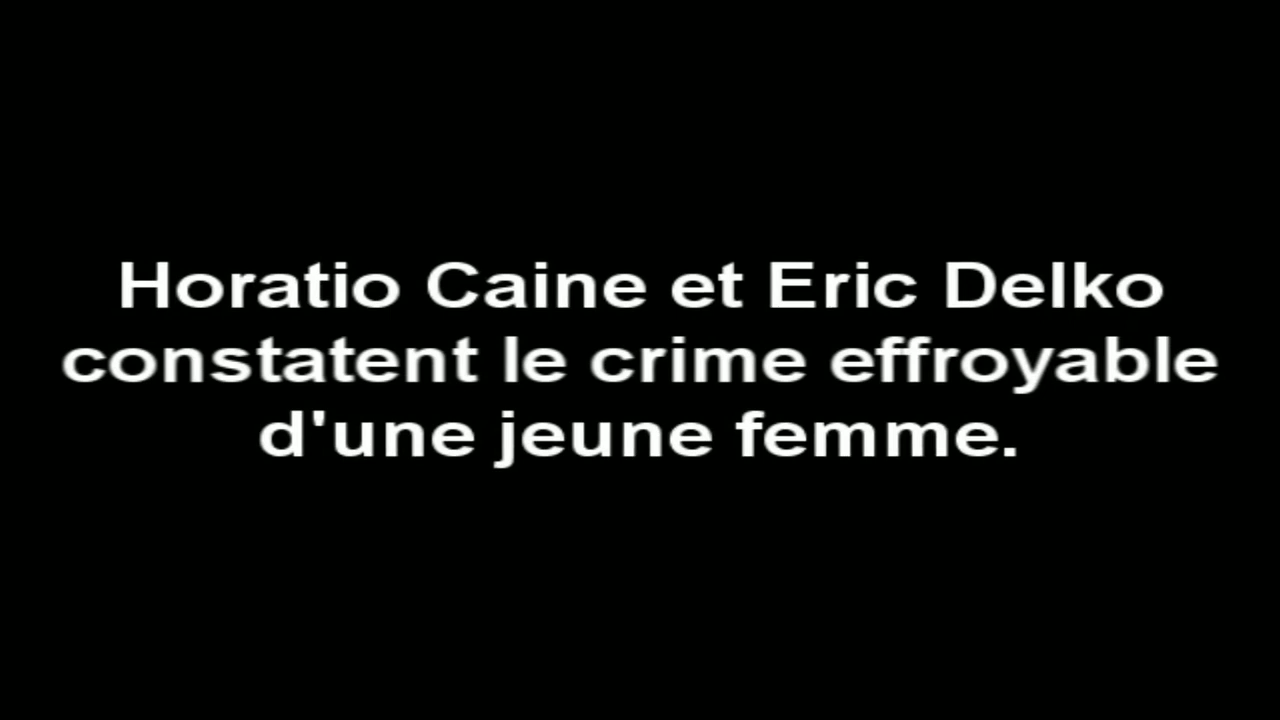 Horatio Caine et Eric Delko
constatent le crime effroyable
d'une jeune femme.